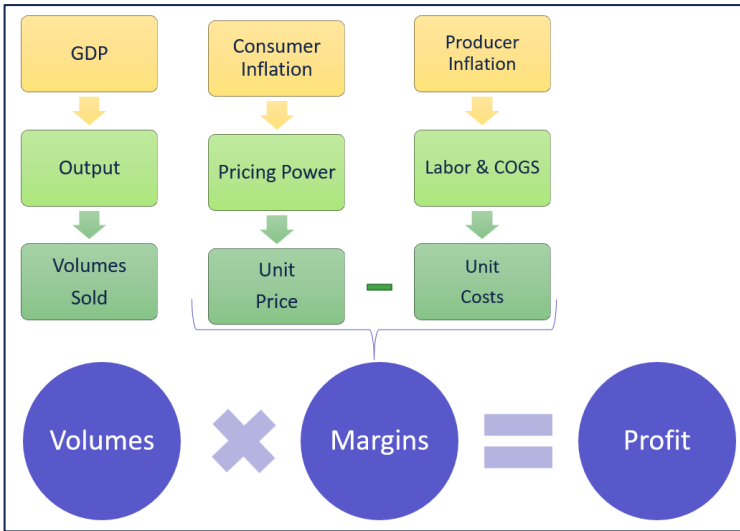 GDP
Consumer
Inflation
Producer
Inflation
Output
Pricing Power
Labor & COGS
Volumes
Sold
Unit
Price
Unit
Costs
Volumes
Margins
Profit